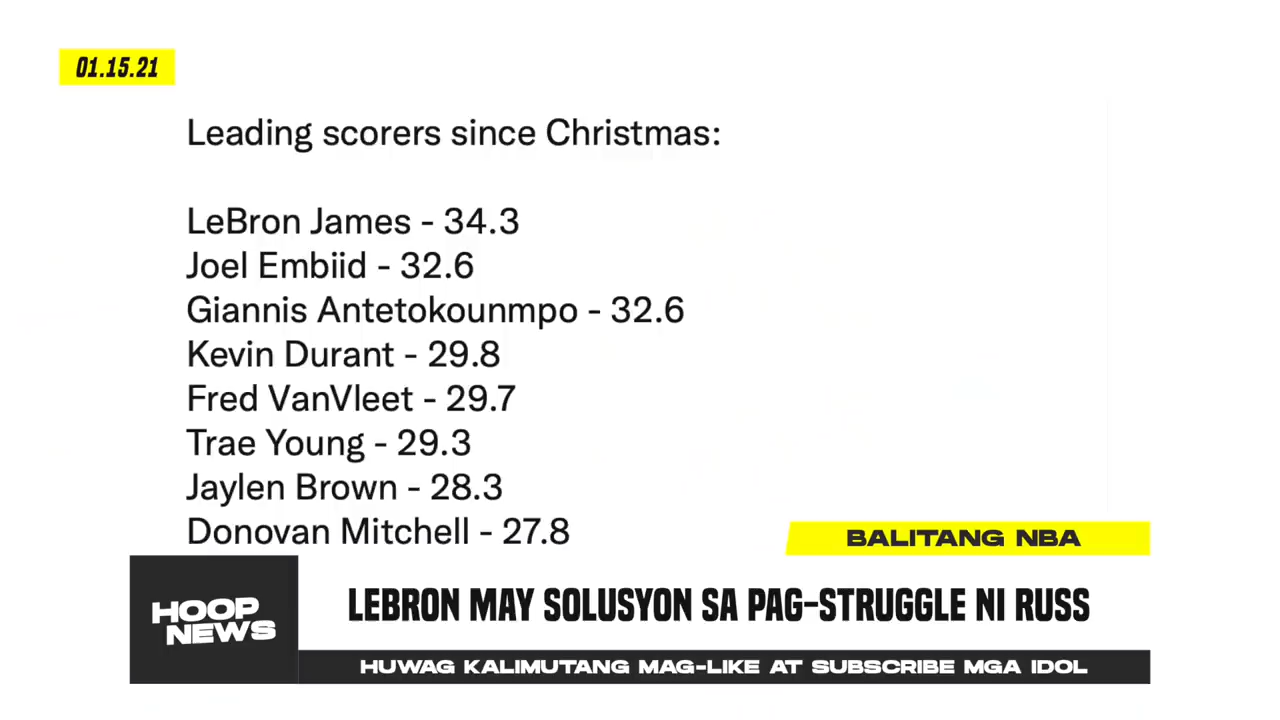 01.15.21
Leading scorers since Christmas:
LeBron James - 34.3
Joel Embiid - 32.6
Giannis Antetokounmpo - 32.6
Kevin Durant - 29.8
Fred VanVleet - 29.7
Trae Young - 29.3
Jaylen Brown - 28.3
Donovan Mitchell - 27.8
BALITANG NBA
HOOP
NEWS
LEBRON MAY SOLUSYON SA PAG-STRUGGLE NI RUSS
HUWAG KALIMUTANG MAG-LIKE AT SUBSCRIBE MGA IDOL